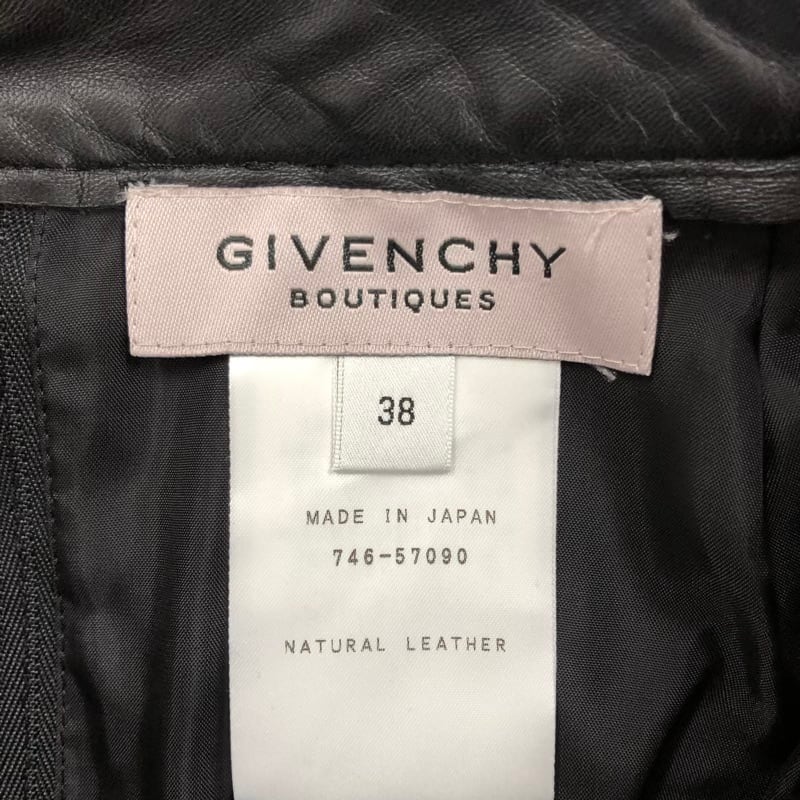 GIVENCHY
BOUTIQUES
38
MADE IN JAPAN
746-57090
NATURAL LEATHER